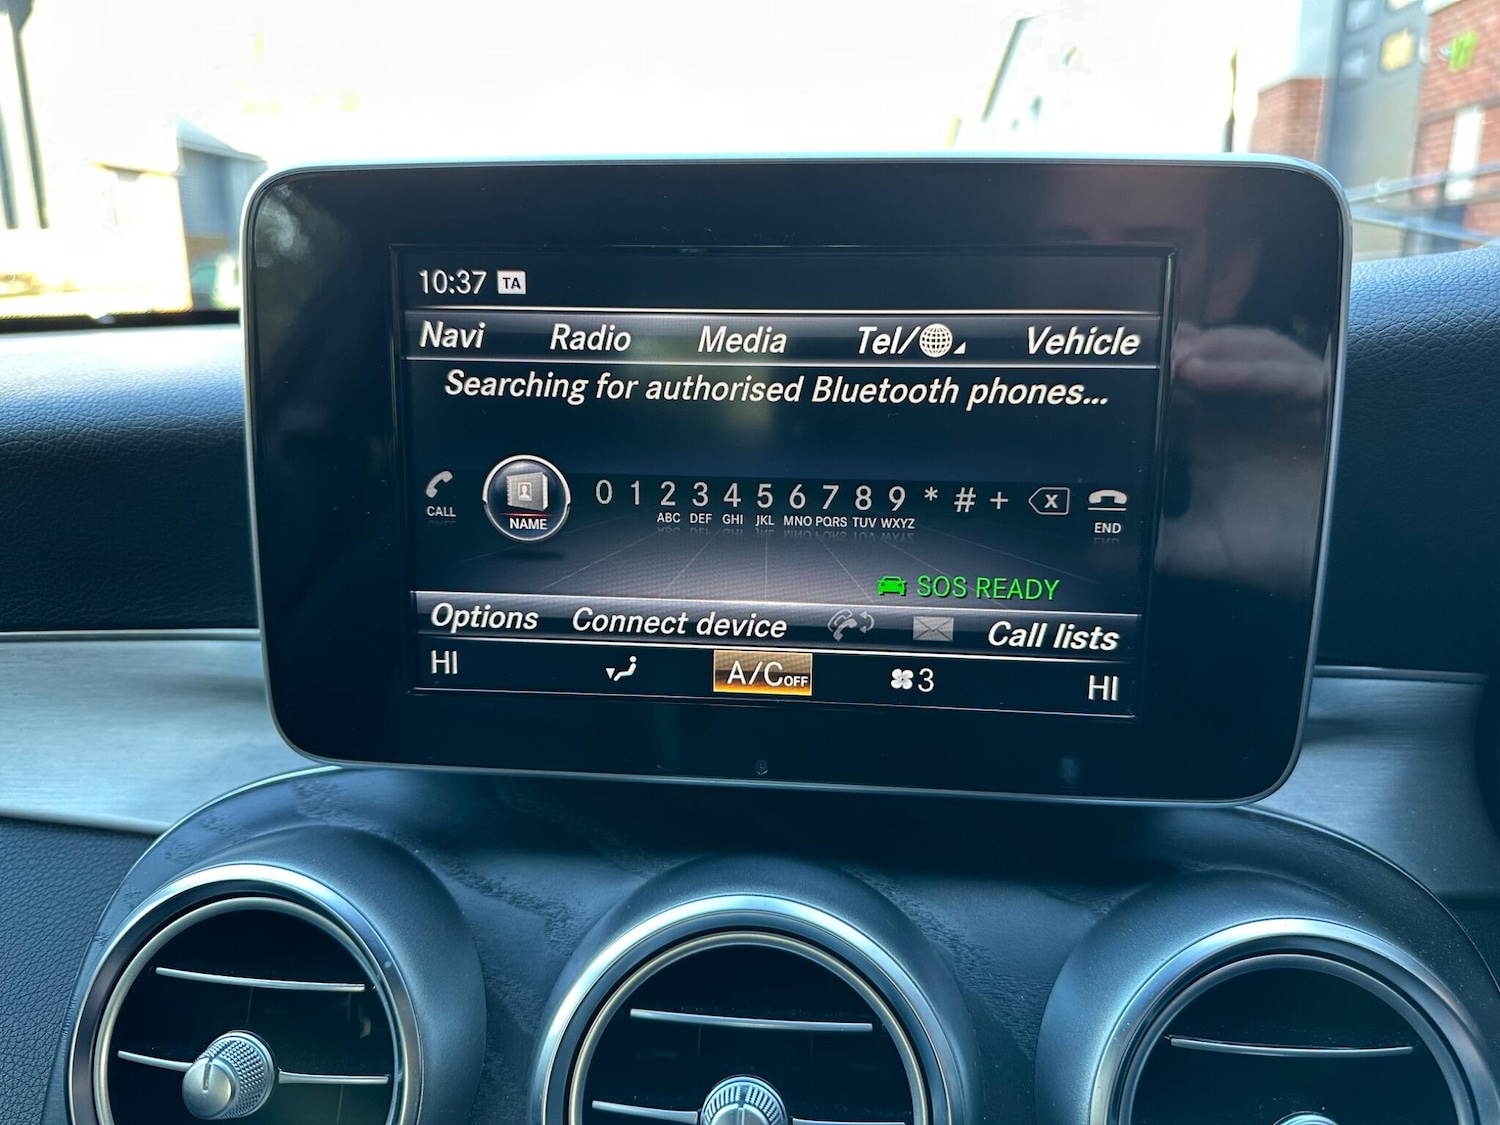 10:37 TA
Navi Radio Media Tel/ Vehicle
Searching for authorised Bluetooth phones...
CALL NAME 0 1 2 3 4 5 6 7 8 9 * # + X END
ABC DEF GHI JKL MNO PQRS TUV WXYZ
SOS READY
Options Connect device Call lists
HI A/C OFF 3 HI